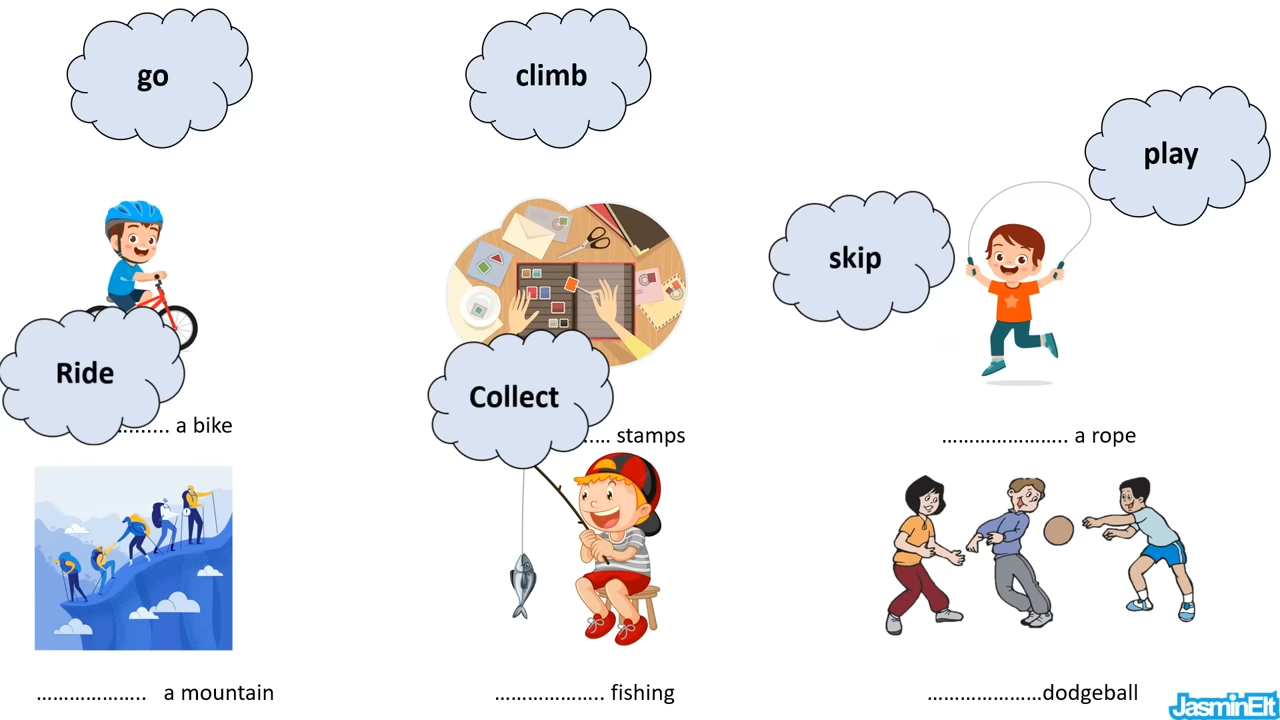 go
climb
play
skip
Ride
Collect
......... a bike
..... stamps
..................... a rope
................... a mountain
................... fishing
....................dodgeball
JasminElt